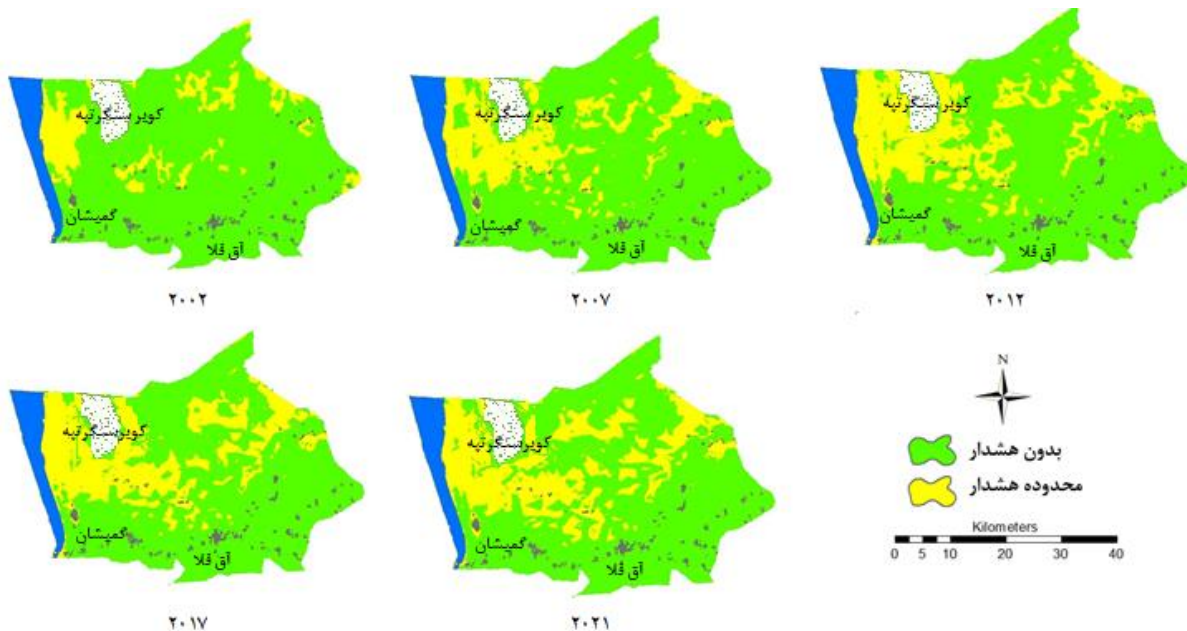 کویر سنگرتپه
گمیشان
آق قلا
۲۰۰۲
کویر سنگرتپه
گمیشان
آق قلا
۲۰۰۷
کویر سنگرتپه
گمیشان
آق قلا
۲۰۱۲
کویر سنگرتپه
گمیشان
آق قلا
۲۰۱۷
کویر سنگرتپه
گمیشان
آق قلا
۲۰۲۱
N
بدون هشدار
محدوده هشدار
Kilometers
0 5 10 20 30 40